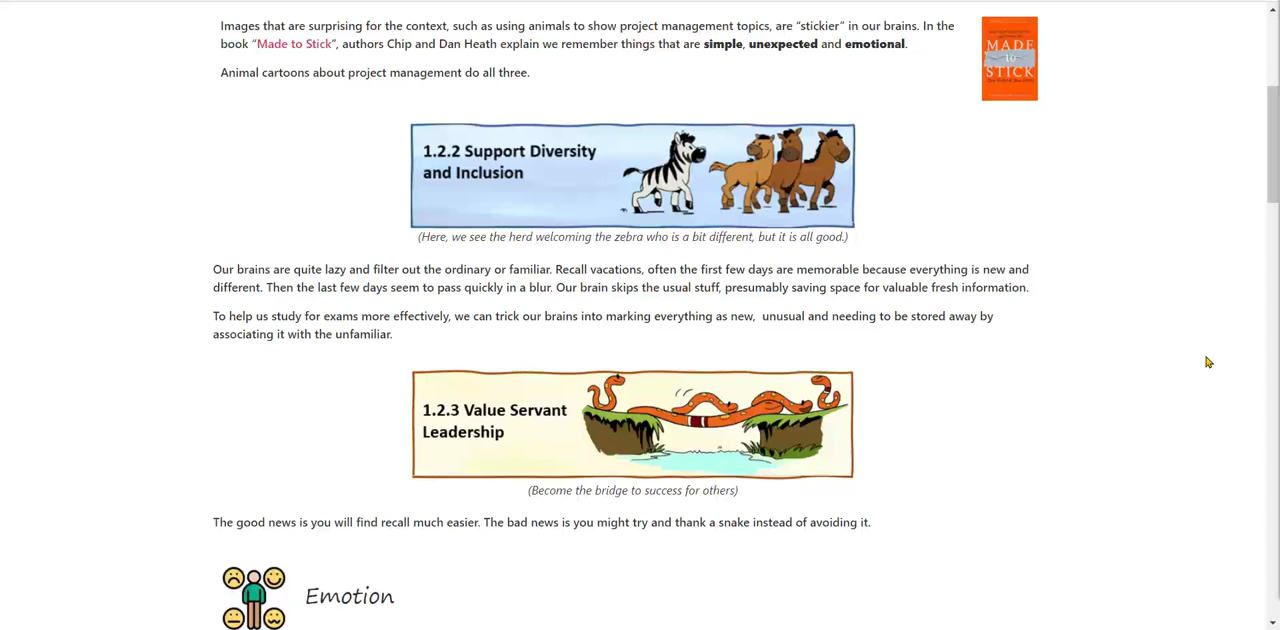 Images that are surprising for the context, such as using animals to show project management topics, are “stickier” in our brains. In the
book “Made to Stick”, authors Chip and Dan Heath explain we remember things that are simple, unexpected and emotional.
MADE
to
STICK
Animal cartoons about project management do all three.
1.2.2 Support Diversity
and Inclusion
(Here, we see the herd welcoming the zebra who is a bit different, but it is all good.)
Our brains are quite lazy and filter out the ordinary or familiar. Recall vacations, often the first few days are memorable because everything is new and
different. Then the last few days seem to pass quickly in a blur. Our brain skips the usual stuff, presumably saving space for valuable fresh information.
To help us study for exams more effectively, we can trick our brains into marking everything as new,  unusual and needing to be stored away by
associating it with the unfamiliar.
1.2.3 Value Servant
Leadership
(Become the bridge to success for others)
The good news is you will find recall much easier. The bad news is you might try and thank a snake instead of avoiding it.
Emotion